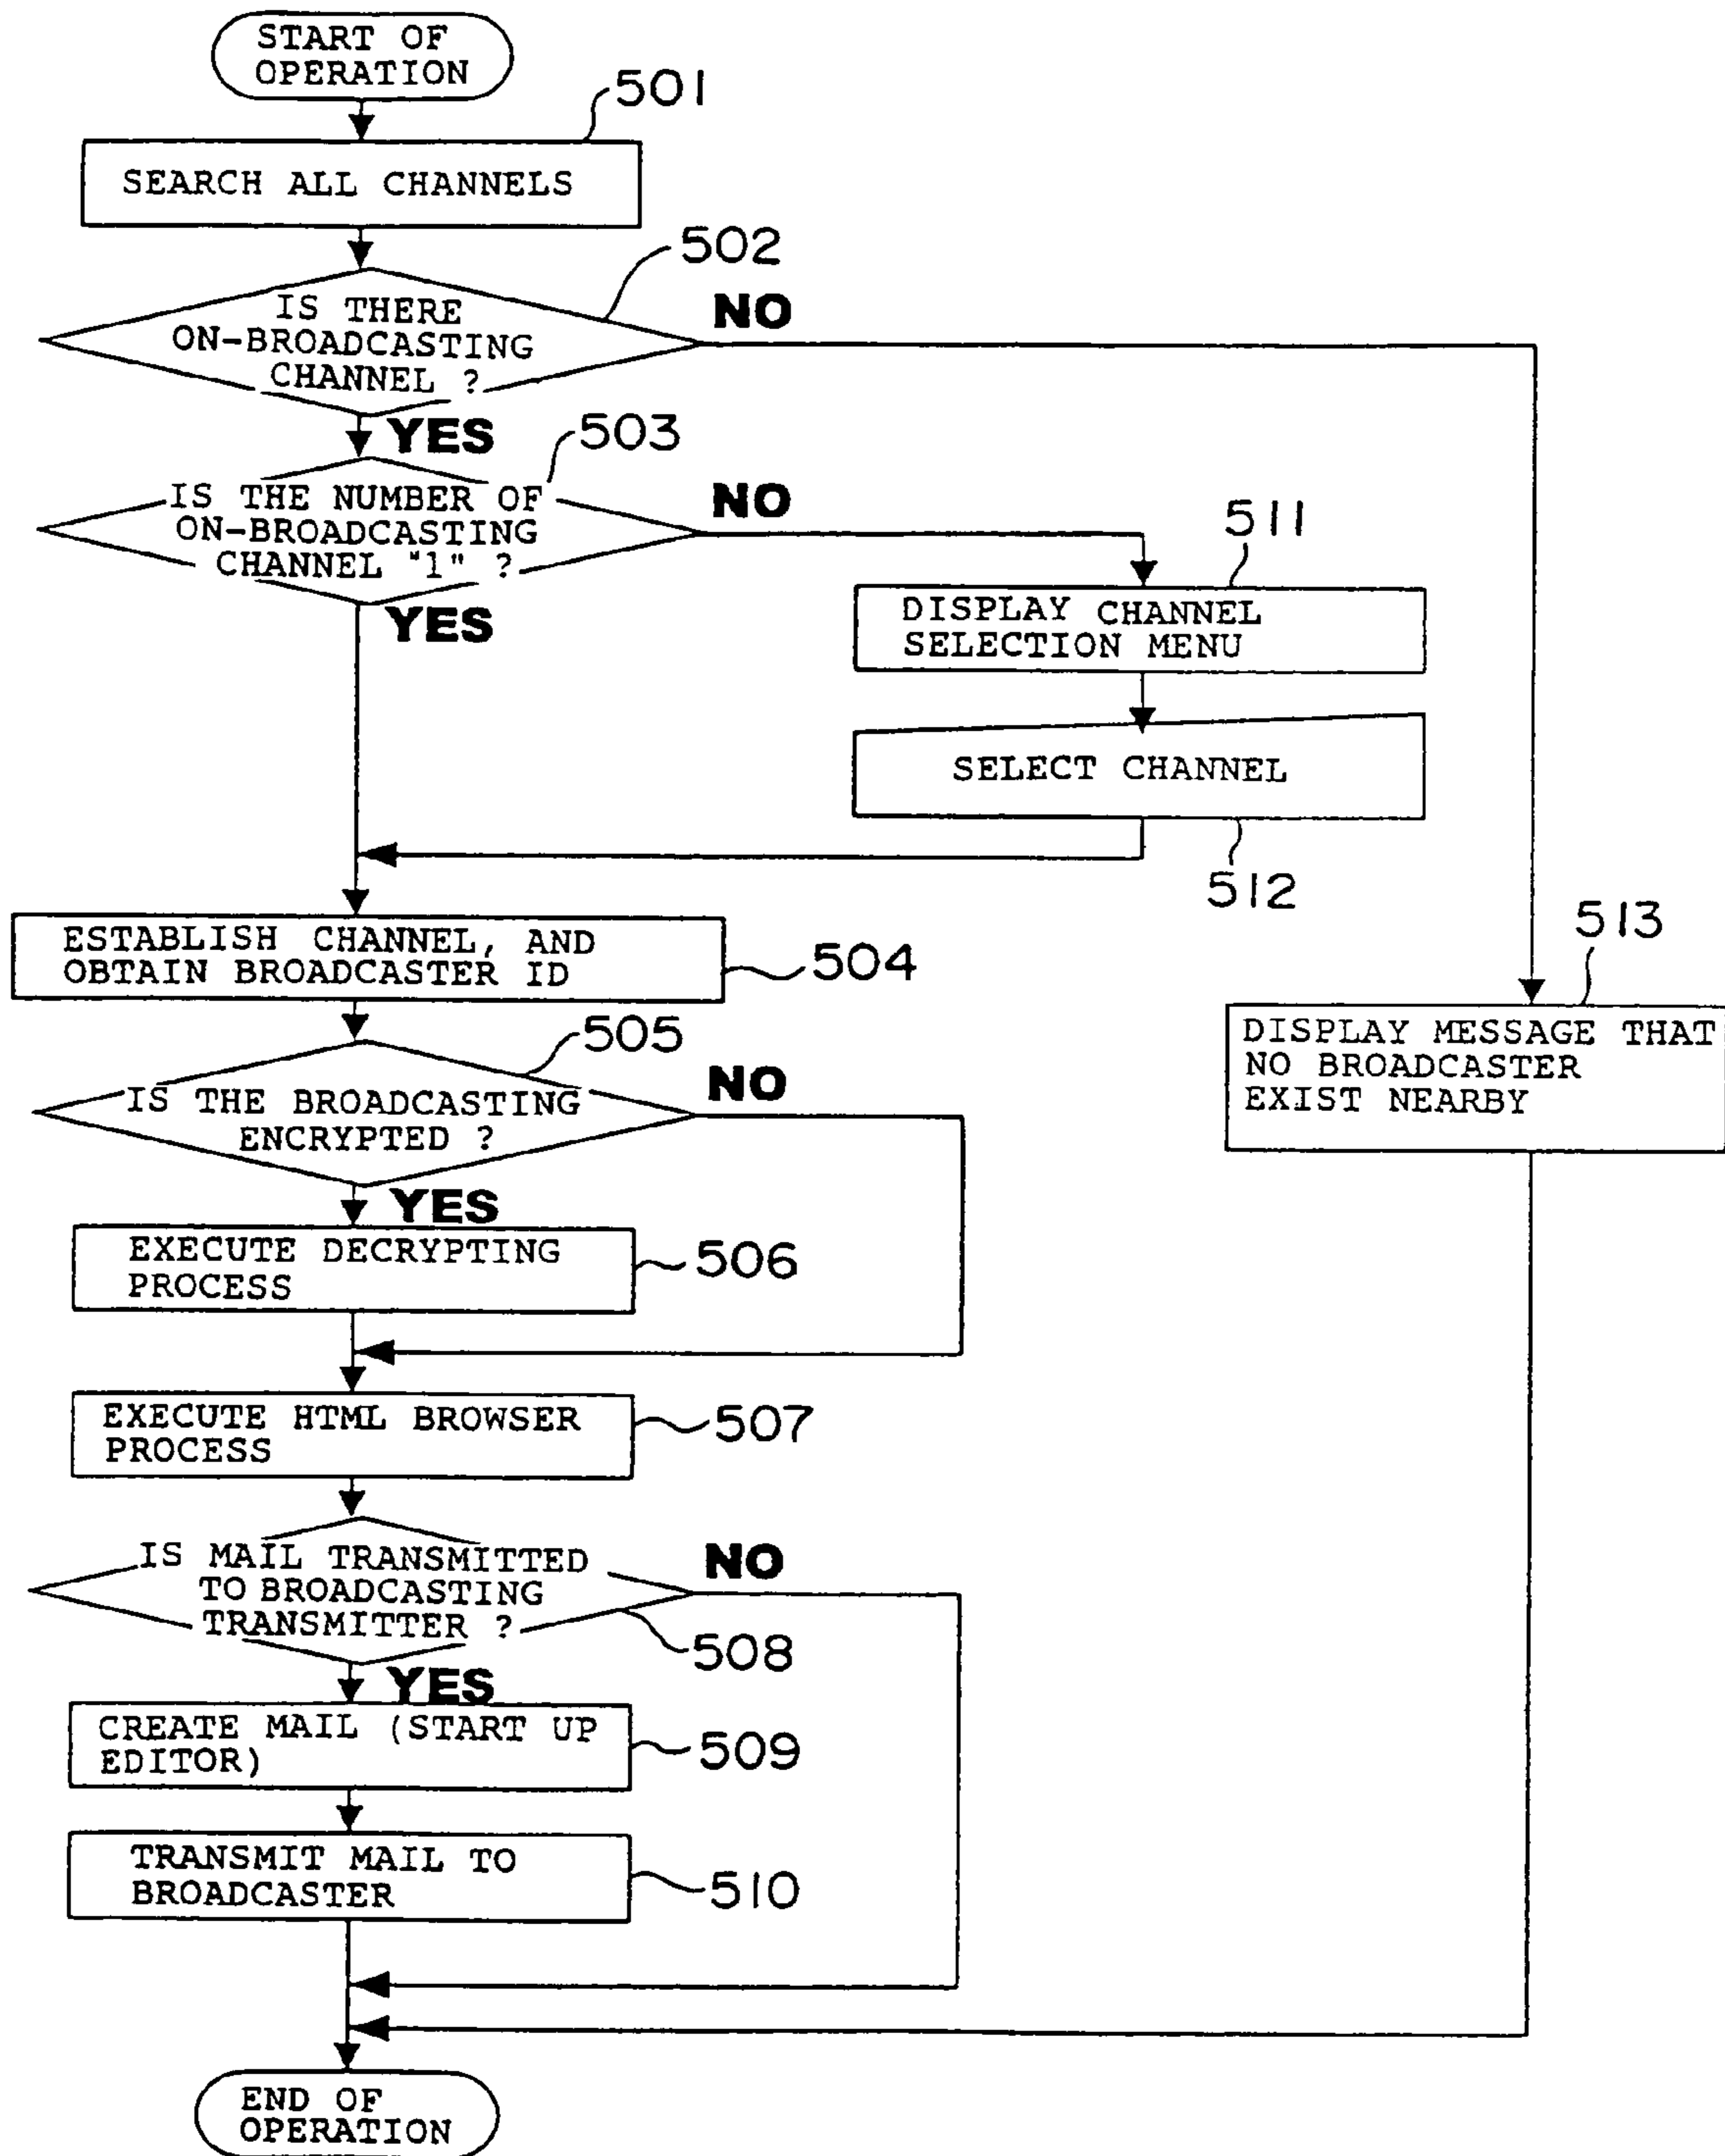 START OF
OPERATION
501
SEARCH ALL CHANNELS
502
IS THERE
ON-BROADCASTING
CHANNEL ?
NO
YES
503
IS THE NUMBER OF
ON-BROADCASTING
CHANNEL "1" ?
NO
YES
511
DISPLAY CHANNEL
SELECTION MENU
SELECT CHANNEL
512
ESTABLISH CHANNEL, AND
OBTAIN BROADCASTER ID
504
513
DISPLAY MESSAGE THAT
NO BROADCASTER
EXIST NEARBY
505
IS THE BROADCASTING
ENCRYPTED ?
NO
YES
EXECUTE DECRYPTING
PROCESS
506
EXECUTE HTML BROWSER
PROCESS
507
IS MAIL TRANSMITTED
TO BROADCASTING
TRANSMITTER ?
NO
508
YES
CREATE MAIL (START UP
EDITOR)
509
TRANSMIT MAIL TO
BROADCASTER
510
END OF
OPERATION